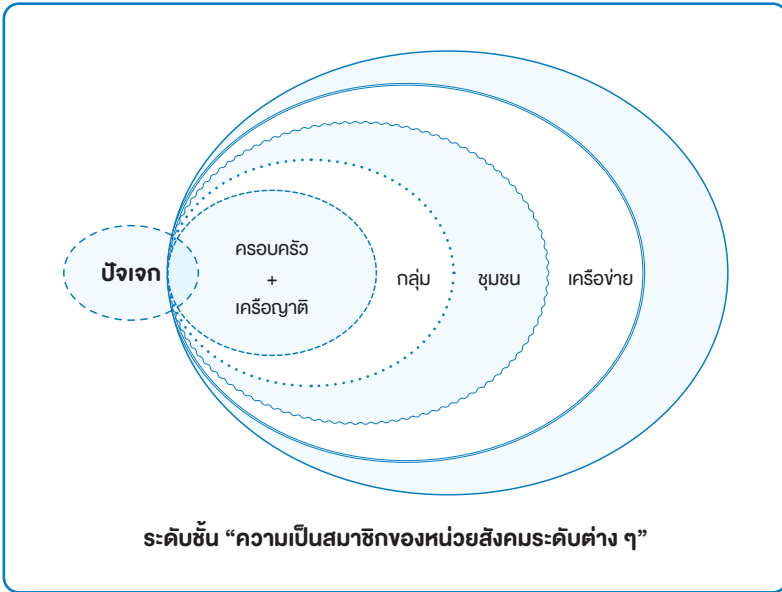 ปัจเจก
ครอบครัว
+
เครือญาติ
กลุ่ม
ชุมชน
เครือข่าย
ระดับชั้น “ความเป็นสมาชิกของหน่วยสังคมระดับต่าง ๆ”